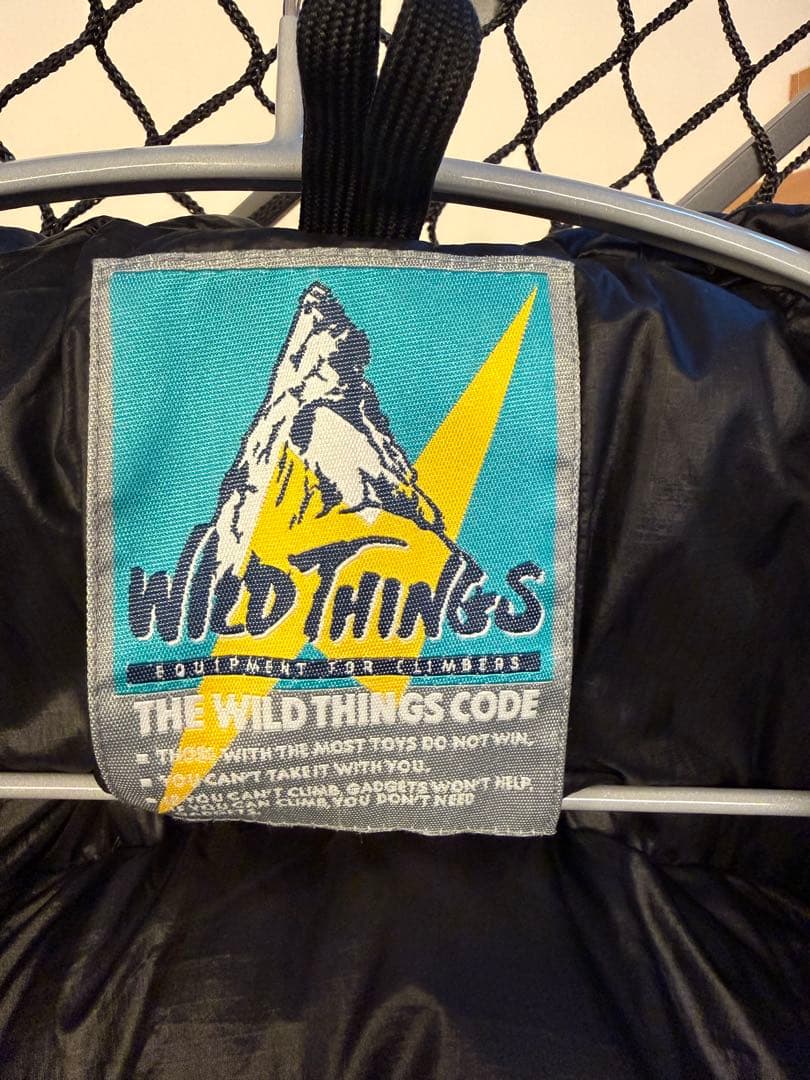 WILD THINGS
EQUIPMENT FOR CLIMBERS
THE WILD THINGS CODE
THOSE WITH THE MOST TOYS DO NOT WIN.
YOU CAN'T TAKE IT WITH YOU.
IF YOU CAN'T CLIMB, GADGETS WON'T HELP.
CAN CLIMB, YOU DON'T NEED